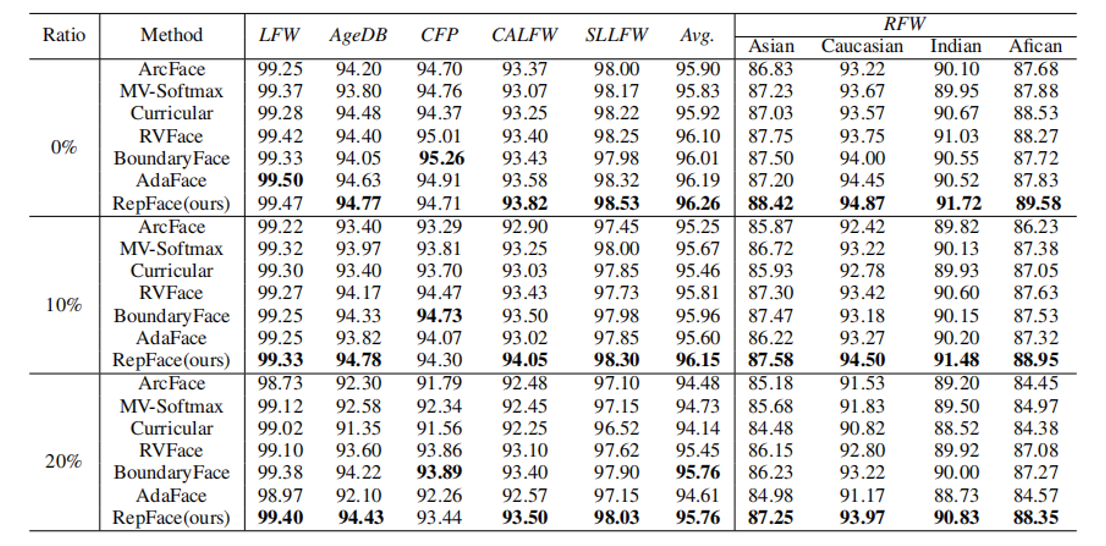 Ratio Method LFW AgeDB CFP CALFW SLLFW Avg. RFW
Asian Caucasian Indian Afican
0%
ArcFace 99.25 94.20 94.70 93.37 98.00 95.90 86.83 93.22 90.10 87.68
MV-Softmax 99.37 93.80 94.76 93.07 98.17 95.83 87.23 93.67 89.95 87.88
Curricular 99.28 94.48 94.37 93.25 98.22 95.92 87.03 93.57 90.67 88.53
RVFace 99.42 94.40 95.01 93.40 98.25 96.10 87.75 93.75 91.03 88.27
BoundaryFace 99.33 94.05 95.26 93.43 97.98 96.01 87.50 94.00 90.55 87.72
AdaFace 99.50 94.63 94.91 93.58 98.32 96.19 87.20 94.45 90.52 87.83
RepFace(ours) 99.47 94.77 94.71 93.82 98.53 96.26 88.42 94.87 91.72 89.58
10%
ArcFace 99.22 93.40 93.29 92.90 97.45 95.25 85.87 92.42 89.82 86.23
MV-Softmax 99.32 93.97 93.81 93.25 98.00 95.67 86.72 93.22 90.13 87.38
Curricular 99.30 93.40 93.70 93.03 97.85 95.46 85.93 92.78 89.93 87.05
RVFace 99.27 94.17 94.47 93.43 97.73 95.81 87.30 93.42 90.60 87.63
BoundaryFace 99.25 94.33 94.73 93.50 97.98 95.96 87.47 93.18 90.15 87.53
AdaFace 99.25 93.82 94.07 93.02 97.85 95.60 86.22 93.27 90.20 87.32
RepFace(ours) 99.33 94.78 94.30 94.05 98.30 96.15 87.58 94.50 91.48 88.95
20%
ArcFace 98.73 92.30 91.79 92.48 97.10 94.48 85.18 91.53 89.20 84.45
MV-Softmax 99.12 92.58 92.34 92.45 97.15 94.73 85.68 91.83 89.50 84.97
Curricular 99.02 91.35 91.56 92.25 96.52 94.14 84.48 90.82 88.52 84.38
RVFace 99.10 93.60 93.86 93.10 97.62 95.45 86.15 92.80 89.92 87.08
BoundaryFace 99.38 94.22 93.89 93.40 97.90 95.76 86.23 93.22 90.00 87.27
AdaFace 98.97 92.10 92.26 92.57 97.15 94.61 84.98 91.17 88.73 84.57
RepFace(ours) 99.40 94.43 93.44 93.50 98.03 95.76 87.25 93.97 90.83 88.35